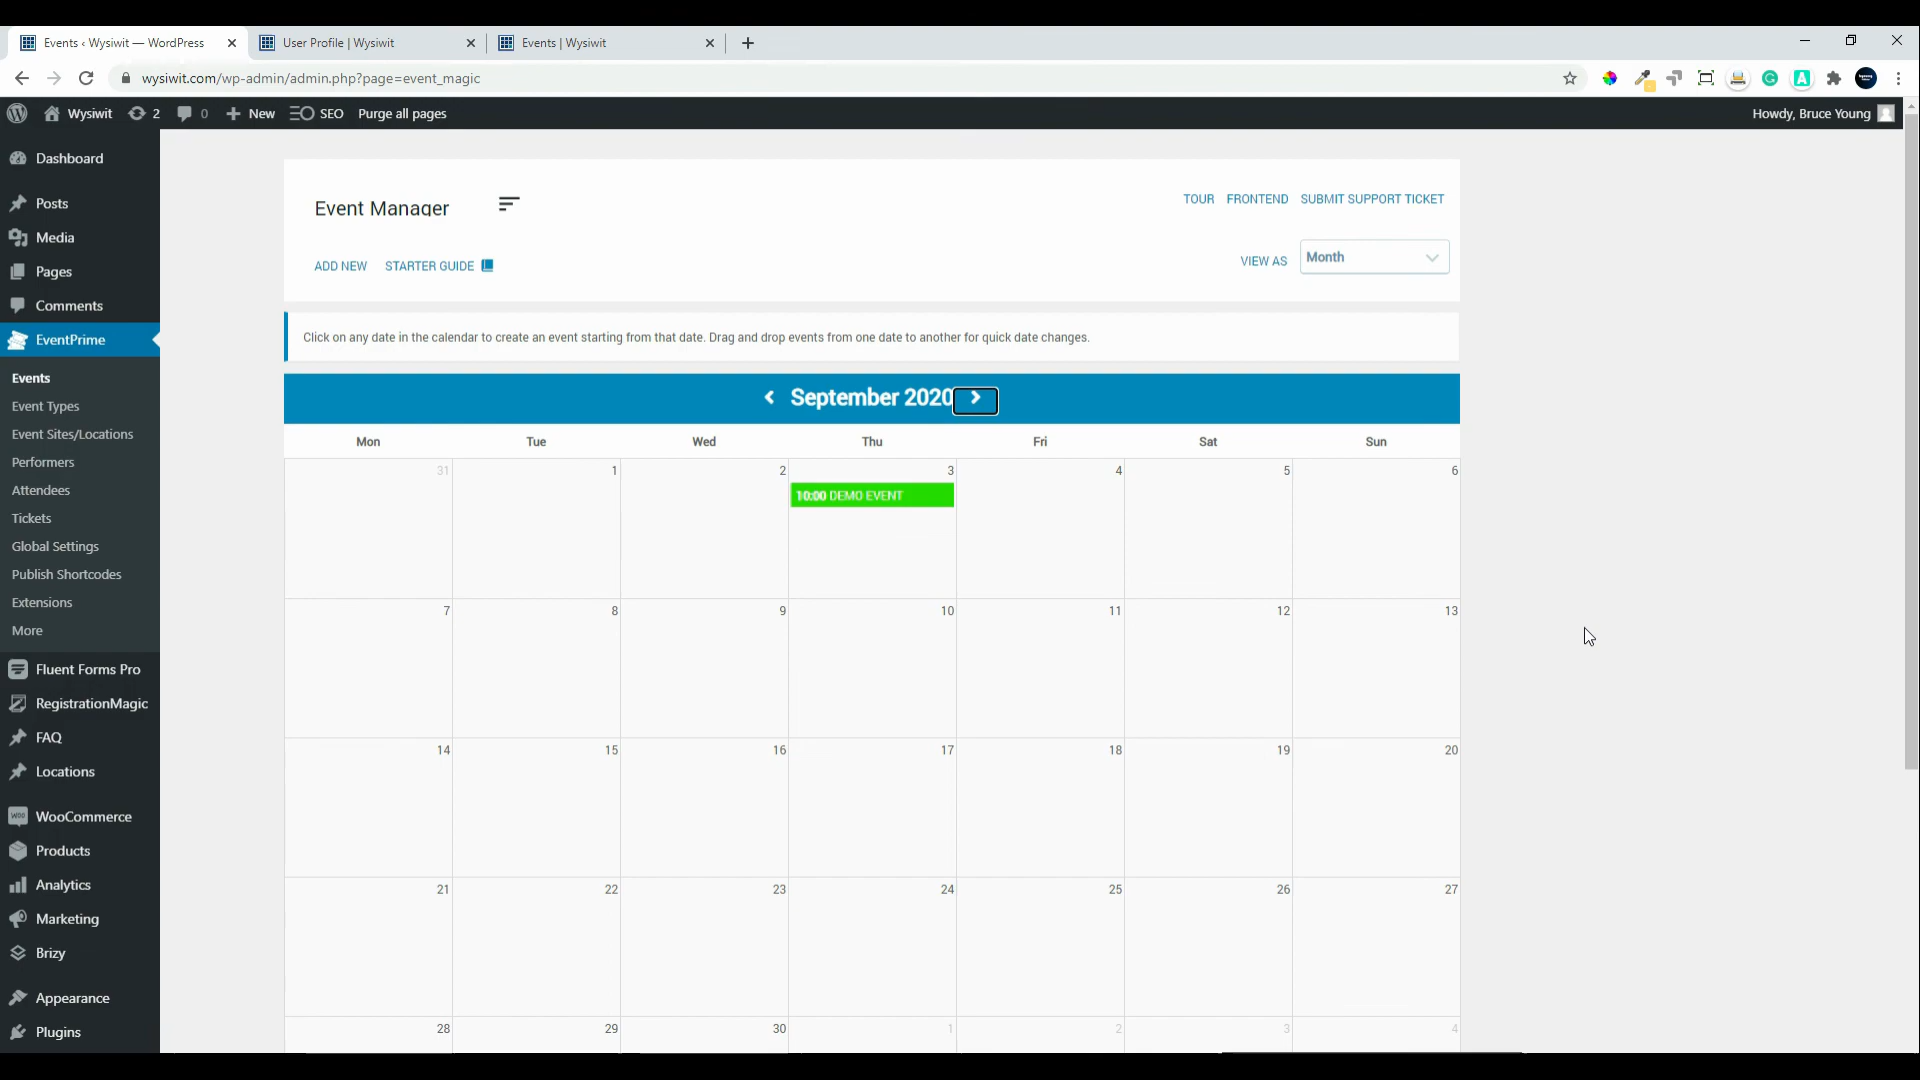 Events ‹ Wysiwit — WordPress
User Profile | Wysiwit
Events | Wysiwit
wysiwit.com/wp-admin/admin.php?page=event_magic
Wysiwit 2 0 New SEO Purge all pages
Howdy, Bruce Young
Dashboard
Posts
Media
Pages
Comments
EventPrime
Events
Event Types
Event Sites/Locations
Performers
Attendees
Tickets
Global Settings
Publish Shortcodes
Extensions
More
Fluent Forms Pro
RegistrationMagic
FAQ
Locations
WooCommerce
Products
Analytics
Marketing
Brizy
Appearance
Plugins
Event Manager
TOUR FRONTEND SUBMIT SUPPORT TICKET
ADD NEW STARTER GUIDE
VIEW AS Month
Click on any date in the calendar to create an event starting from that date. Drag and drop events from one date to another for quick date changes.
September 2020
Mon Tue Wed Thu Fri Sat Sun
31 1 2 3 4 5 6
10:00 DEMO EVENT
7 8 9 10 11 12 13
14 15 16 17 18 19 20
21 22 23 24 25 26 27
28 29 30 1 2 3 4